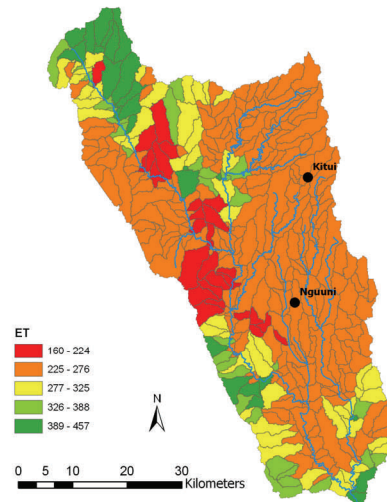 Kitui
Nguuni
ET
160 - 224
225 - 276
277 - 325
326 - 388
389 - 457
N
0 5 10 20 30
Kilometers